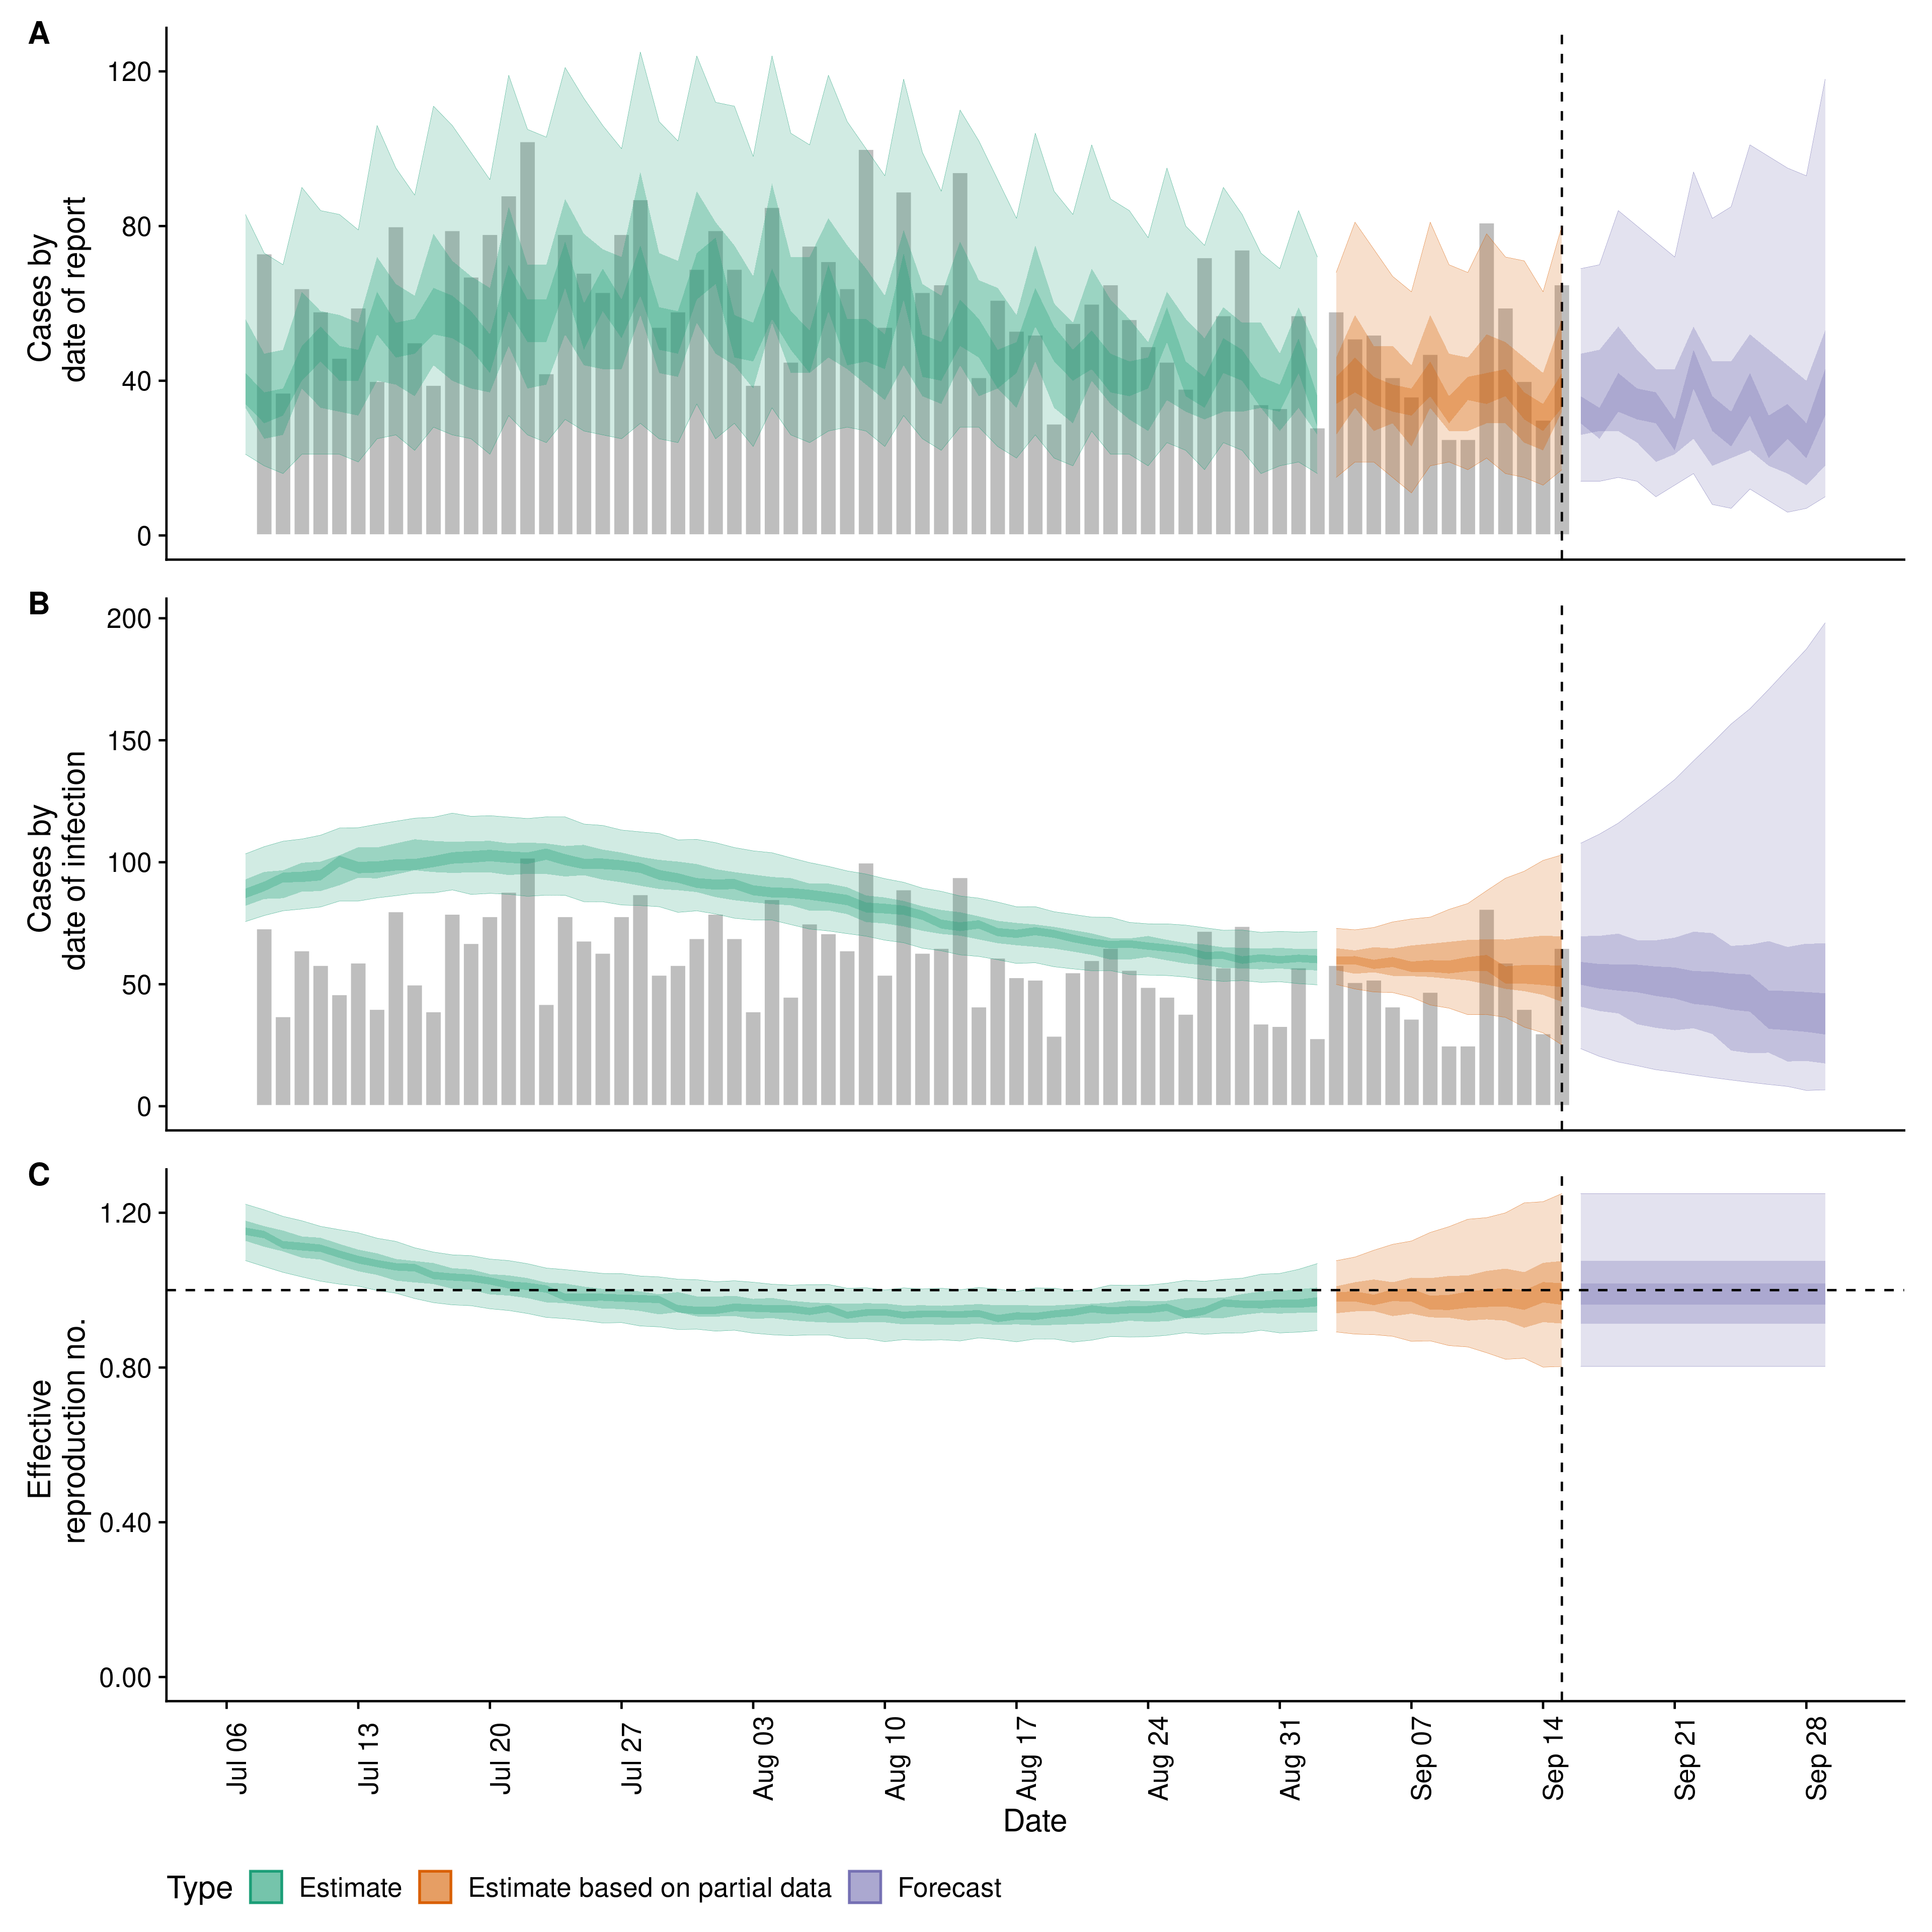 A
Cases by
date of report
120
80
40
0
B
Cases by
date of infection
200
150
100
50
0
C
Effective
reproduction no.
1.20
0.80
0.40
0.00
Jul 06
Jul 13
Jul 20
Jul 27
Aug 03
Aug 10
Aug 17
Aug 24
Aug 31
Sep 07
Sep 14
Sep 21
Sep 28
Date
Type Estimate Estimate based on partial data Forecast